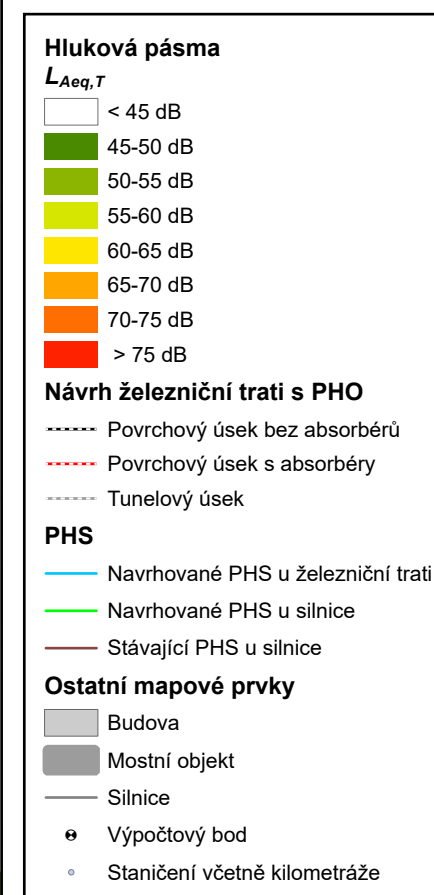 Hluková pásma
LAeq,T
< 45 dB
45-50 dB
50-55 dB
55-60 dB
60-65 dB
65-70 dB
70-75 dB
> 75 dB
Návrh železniční trati s PHO
Povrchový úsek bez absorbérů
Povrchový úsek s absorbéry
Tunelový úsek
PHS
Navrhované PHS u železniční trati
Navrhované PHS u silnice
Stávající PHS u silnice
Ostatní mapové prvky
Budova
Mostní objekt
Silnice
Výpočtový bod
Staničení včetně kilometráže